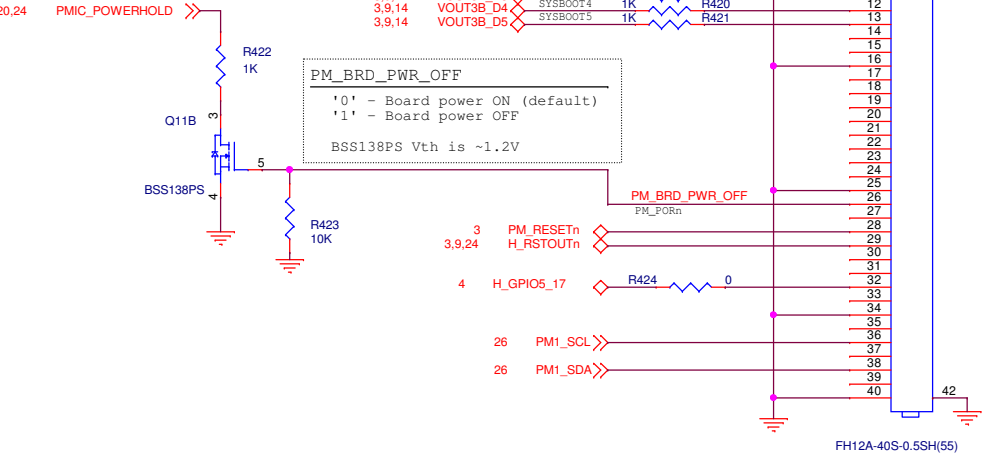 20,24 PMIC_POWERHOLD
3,9,14 VOUT3B_D4 SYSBOOT4 1K R420 12
3,9,14 VOUT3B_D5 SYSBOOT5 1K R421 13
14
15
16
17
18
19
20
21
22
23
24
25
26
27
28
29
30
31
32
33
34
35
36
37
38
39
40
42
R422
1K
PM_BRD_PWR_OFF
'0' - Board power ON (default)
'1' - Board power OFF
BSS138PS Vth is ~1.2V
Q11B
3
5
BSS138PS
4
R423
10K
PM_BRD_PWR_OFF
PM_PORn
3 PM_RESETn
3,9,24 H_RSTOUTn
4 H_GPIO5_17 R424 0
26 PM1_SCL
26 PM1_SDA
FH12A-40S-0.5SH(55)